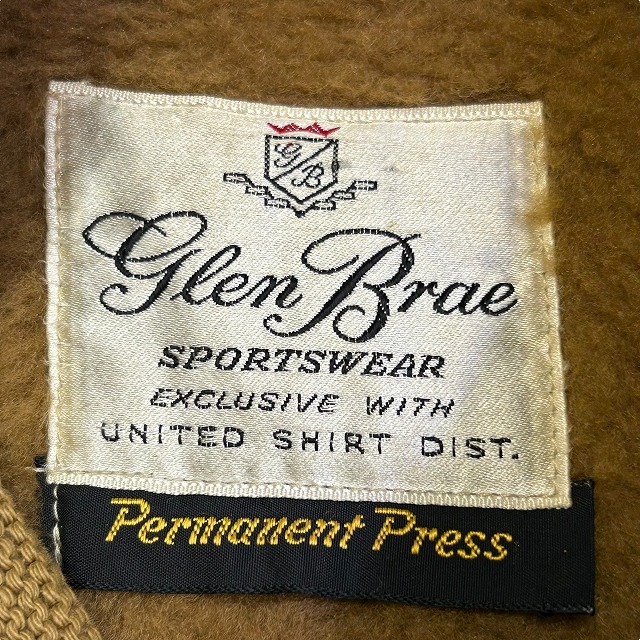 G/B
Glen Brae
SPORTSWEAR
EXCLUSIVE WITH
UNITED SHIRT DIST.
Permanent Press